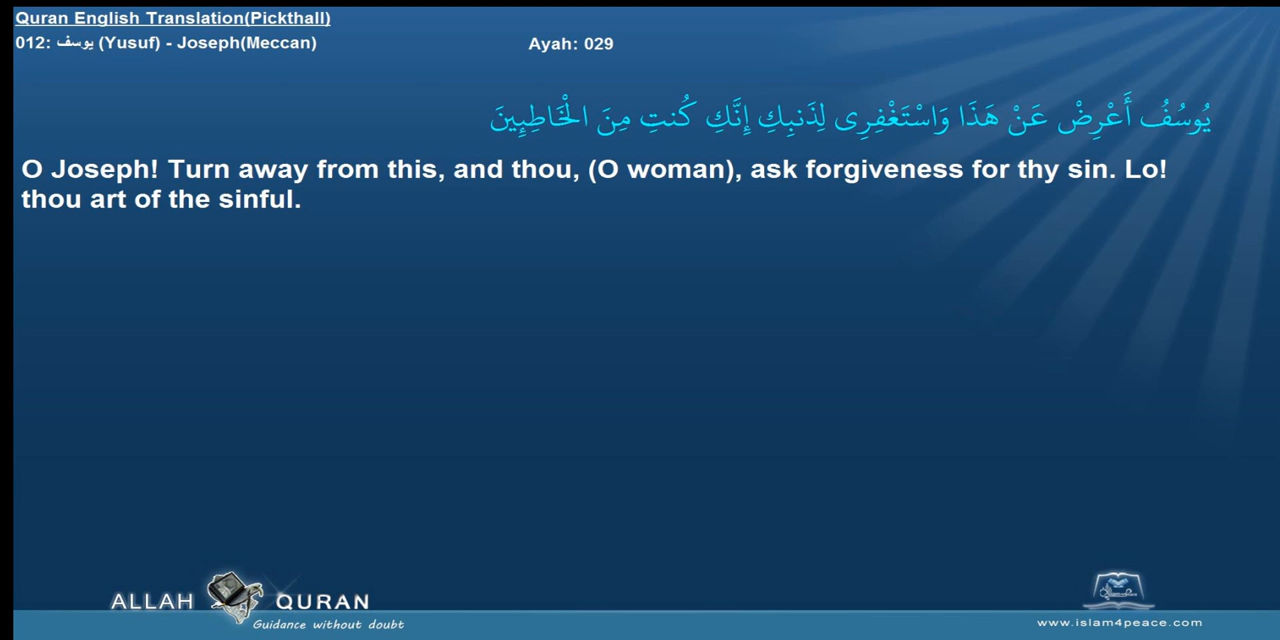 Quran English Translation(Pickthall)
012: يوسف (Yusuf) - Joseph(Meccan) Ayah: 029
يُوسُفُ أَعْرِضْ عَنْ هَذَا وَاسْتَغْفِرِى لِذَنبِكِ إِنَّكِ كُنتِ مِنَ الْخَاطِئِينَ
O Joseph! Turn away from this, and thou, (O woman), ask forgiveness for thy sin. Lo!
thou art of the sinful.
ALLAH QURAN
Guidance without doubt
www.islam4peace.com